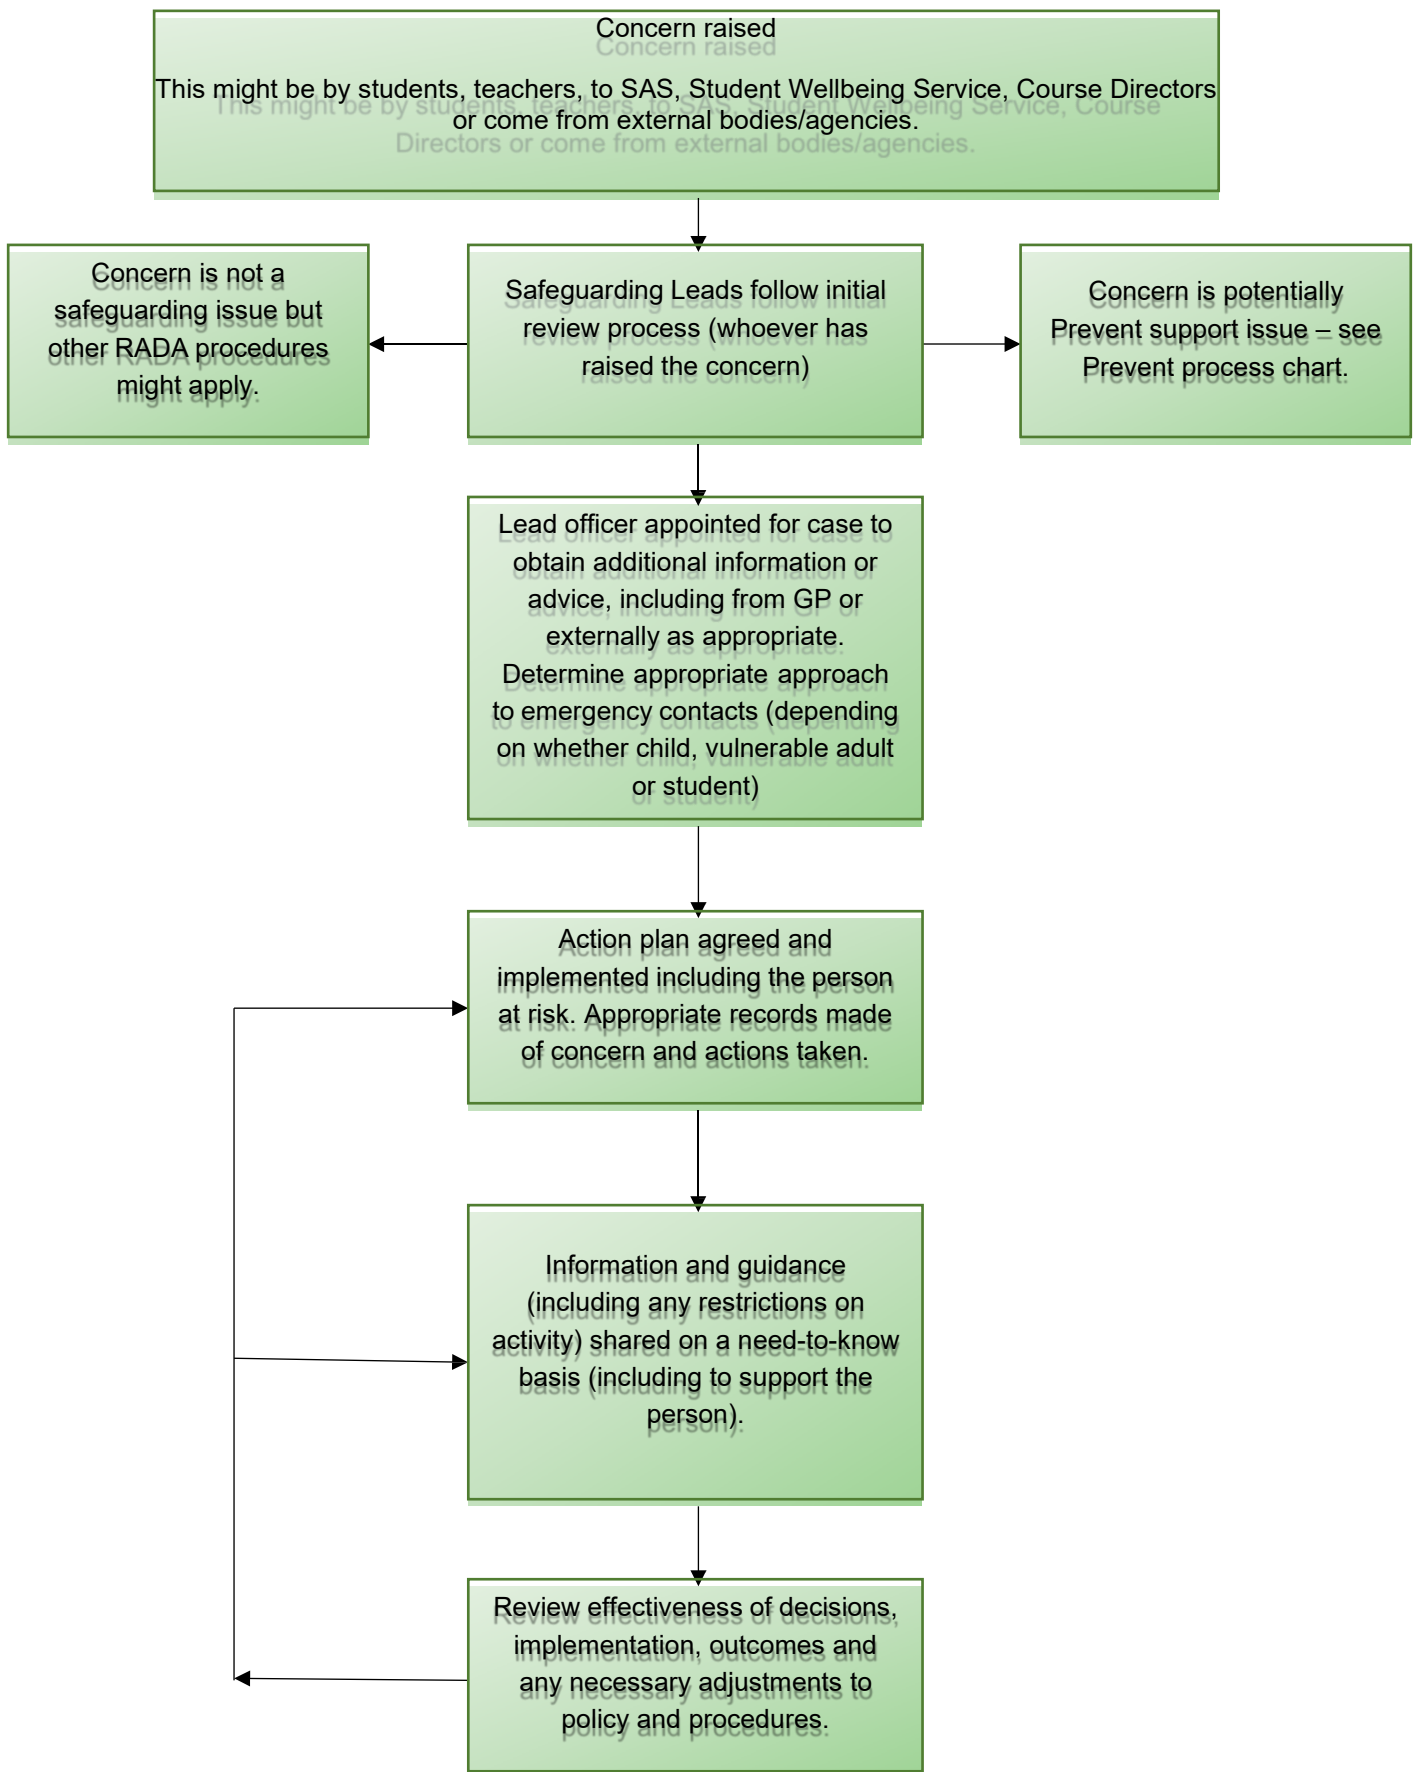 Concern raised
This might be by students, teachers, to SAS, Student Wellbeing Service, Course Directors
or come from external bodies/agencies.
Concern is not a
safeguarding issue but
other RADA procedures
might apply.
Safeguarding Leads follow initial
review process (whoever has
raised the concern)
Concern is potentially
Prevent support issue – see
Prevent process chart.
Lead officer appointed for case to
obtain additional information or
advice, including from GP or
externally as appropriate.
Determine appropriate approach
to emergency contacts (depending
on whether child, vulnerable adult
or student)
Action plan agreed and
implemented including the person
at risk. Appropriate records made
of concern and actions taken.
Information and guidance
(including any restrictions on
activity) shared on a need-to-know
basis (including to support the
person).
Review effectiveness of decisions,
implementation, outcomes and
any necessary adjustments to
policy and procedures.